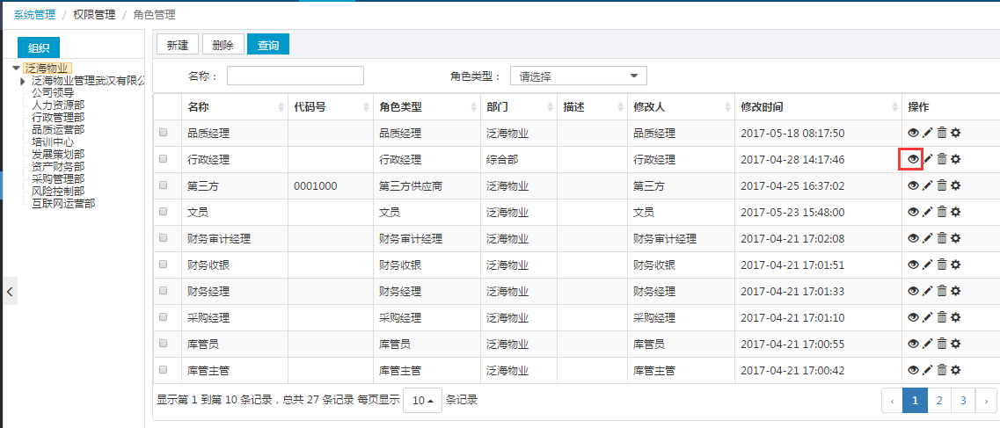 系统管理 / 权限管理 / 角色管理
组织
泛海物业
泛海物业管理武汉有限公
公司领导
人力资源部
行政管理部
品质运营部
培训中心
发展策划部
资产财务部
采购管理部
风险控制部
互联网运营部
新建 删除 查询
名称： 角色类型： 请选择
名称 代码号 角色类型 部门 描述 修改人 修改时间 操作
品质经理 品质经理 泛海物业 品质经理 2017-05-18 08:17:50
行政经理 行政经理 综合部 行政经理 2017-04-28 14:17:46
第三方 0001000 第三方供应商 泛海物业 第三方 2017-04-25 16:37:02
文员 文员 泛海物业 文员 2017-05-23 15:48:00
财务审计经理 财务审计经理 泛海物业 财务审计经理 2017-04-21 17:02:08
财务收银 财务收银 泛海物业 财务收银 2017-04-21 17:01:51
财务经理 财务经理 泛海物业 财务经理 2017-04-21 17:01:33
采购经理 采购经理 泛海物业 采购经理 2017-04-21 17:01:10
库管员 库管员 泛海物业 库管员 2017-04-21 17:00:55
库管主管 库管主管 泛海物业 库管主管 2017-04-21 17:00:42
显示第 1 到第 10 条记录，总共 27 条记录 每页显示 10 条记录 ‹ 1 2 3 ›